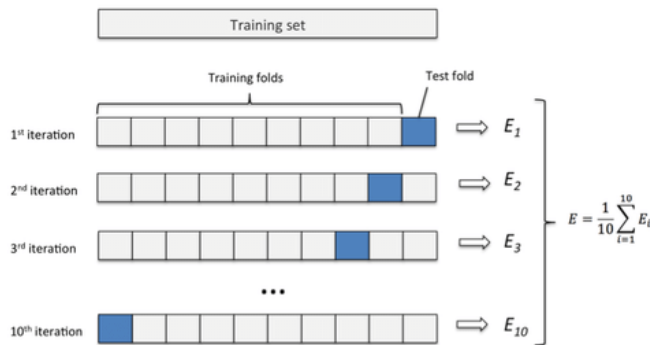 Training set
Training folds
Test fold
1st iteration
E1
2nd iteration
E2
3rd iteration
E3
...
10th iteration
E10
E = 1/10 ∑ i=1 10 Ei